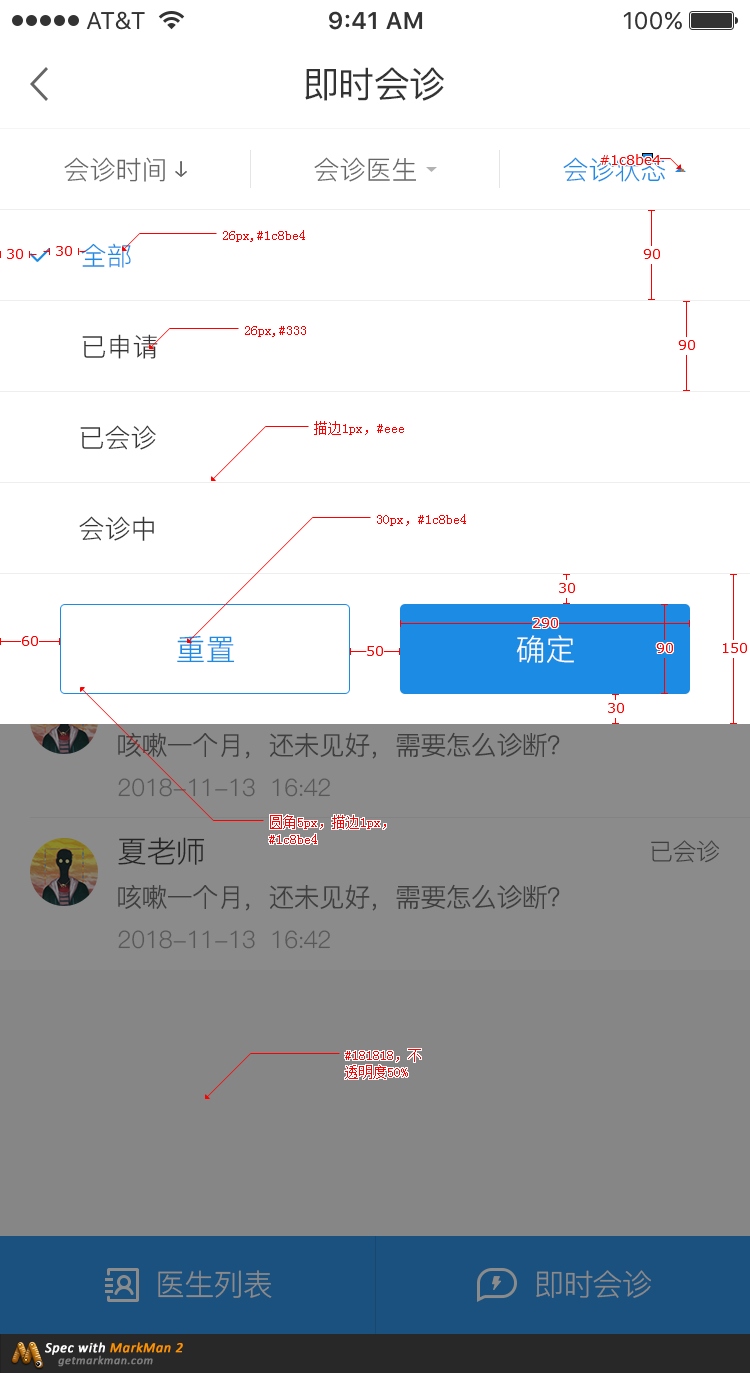 AT&T 9:41 AM 100%
即时会诊
会诊时间 会诊医生 会诊状态
#1c8be4
26px,#1c8be4
30 30 全部 90
26px,#333
已申请 90
描边1px，#eee
已会诊
30px，#1c8be4
会诊中
30
290
60 重置 50 确定 90 150
30
咳嗽一个月，还未见好，需要怎么诊断?
2018-11-13 16:42
圆角5px，描边1px，
#1c8be4
夏老师 已会诊
咳嗽一个月，还未见好，需要怎么诊断?
2018-11-13 16:42
#181818，不
透明度50%
医生列表 即时会诊
Spec with MarkMan 2
getmarkman.com